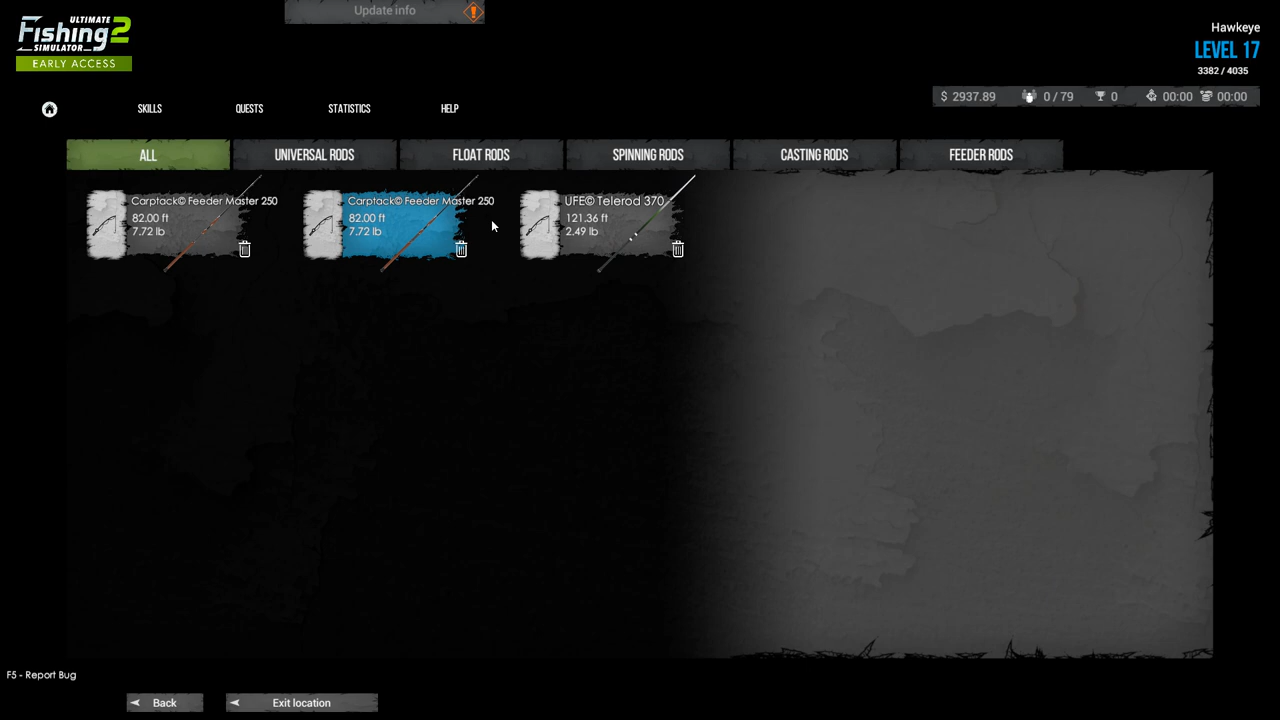 Update info
ULTIMATE
Fishing 2
SIMULATOR
EARLY ACCESS
Hawkeye
LEVEL 17
3382 / 4035
$ 2937.89 0 / 79 0 00:00 00:00
SKILLS QUESTS STATISTICS HELP
ALL UNIVERSAL RODS FLOAT RODS SPINNING RODS CASTING RODS FEEDER RODS
Carptack© Feeder Master 250
82.00 ft
7.72 lb
Carptack© Feeder Master 250
82.00 ft
7.72 lb
UFE© Telerod 370
121.36 ft
2.49 lb
F5 - Report Bug
Back Exit location